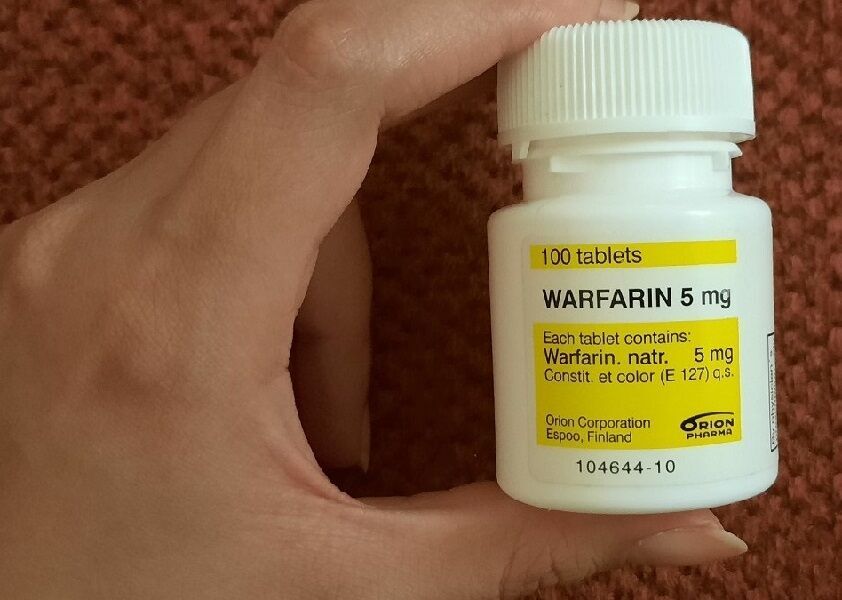 100 tablets
WARFARIN 5 mg
Each tablet contains:
Warfarin. natr. 5 mg
Constit. et color (E 127) q.s.
Orion Corporation
Espoo, Finland
ORION
PHARMA
104644-10